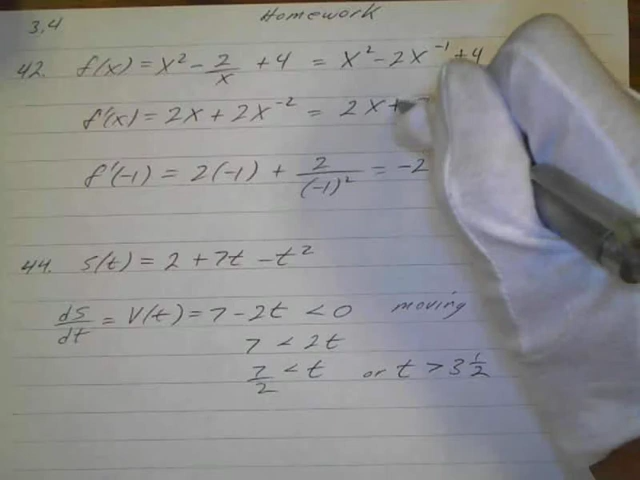 3,4 Homework
42. f(x) = x² - 2/x + 4 = x² - 2x⁻¹ + 4
f'(x) = 2x + 2x⁻² = 2x +
f'(-1) = 2(-1) + 2/(-1)² = -2
44. s(t) = 2 + 7t - t²
ds/dt = v(t) = 7 - 2t < 0 moving
7 < 2t
7/2 < t or t > 3 1/2